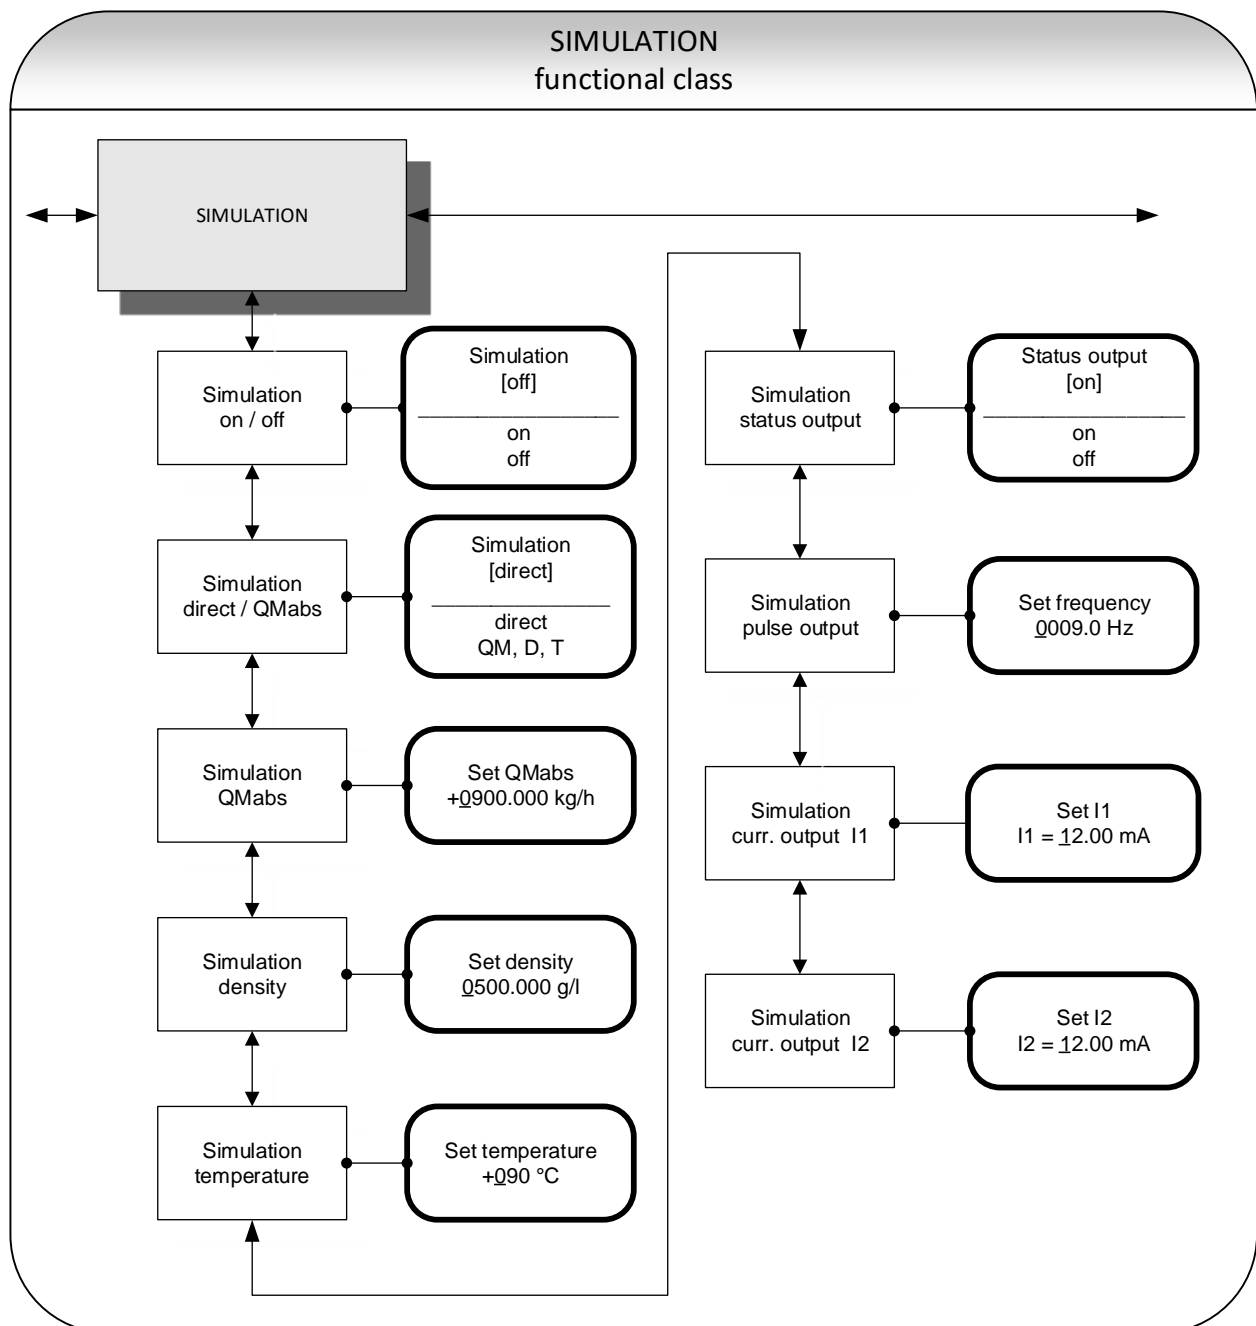 SIMULATION
functional class
SIMULATION
Simulation
on / off
Simulation
[off]
on
off
Simulation
direct / QMabs
Simulation
[direct]
direct
QM, D, T
Simulation
QMabs
Set QMabs
+0900.000 kg/h
Simulation
density
Set density
0500.000 g/l
Simulation
temperature
Set temperature
+090 °C
Simulation
status output
Status output
[on]
on
off
Simulation
pulse output
Set frequency
0009.0 Hz
Simulation
curr. output I1
Set I1
I1 = 12.00 mA
Simulation
curr. output I2
Set I2
I2 = 12.00 mA